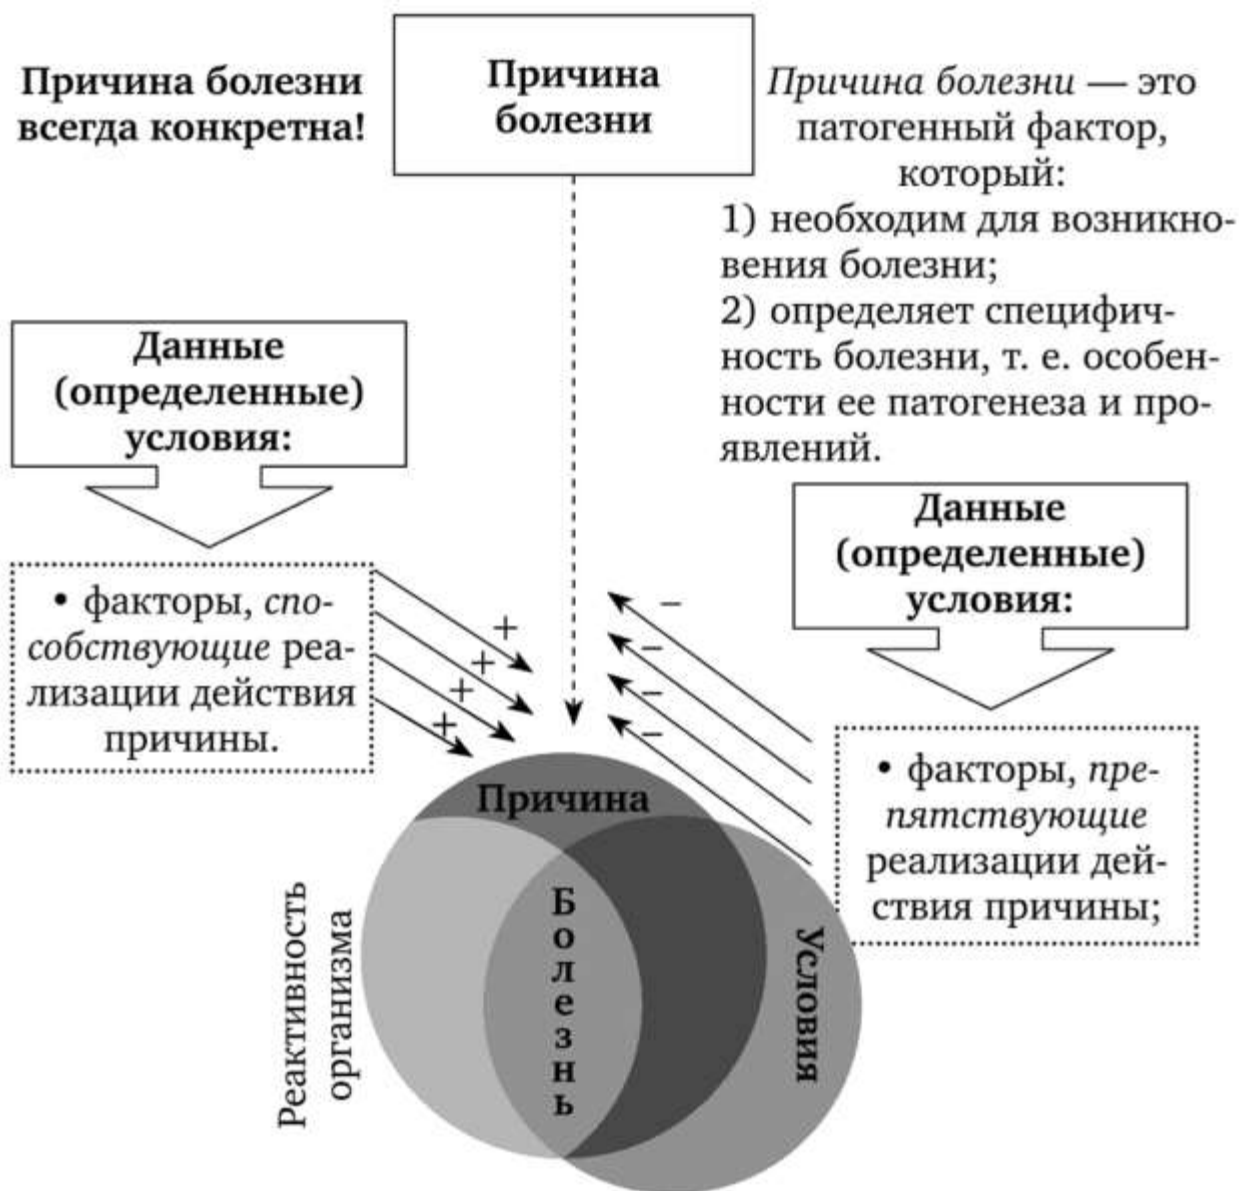 Причина болезни
всегда конкретна!
Причина
болезни
Причина болезни — это
патогенный фактор,
который:
1) необходим для возникно-
вения болезни;
2) определяет специфич-
ность болезни, т. е. особен-
ности ее патогенеза и про-
явлений.
Данные
(определенные)
условия:
• факторы, спо-
собствующие реа-
лизации действия
причины.
+
+
+
+
Данные
(определенные)
условия:
• факторы, пре-
пятствующие
реализации дей-
ствия причины;
–
–
–
–
Причина
Болезнь
Реактивность
организма
Условия